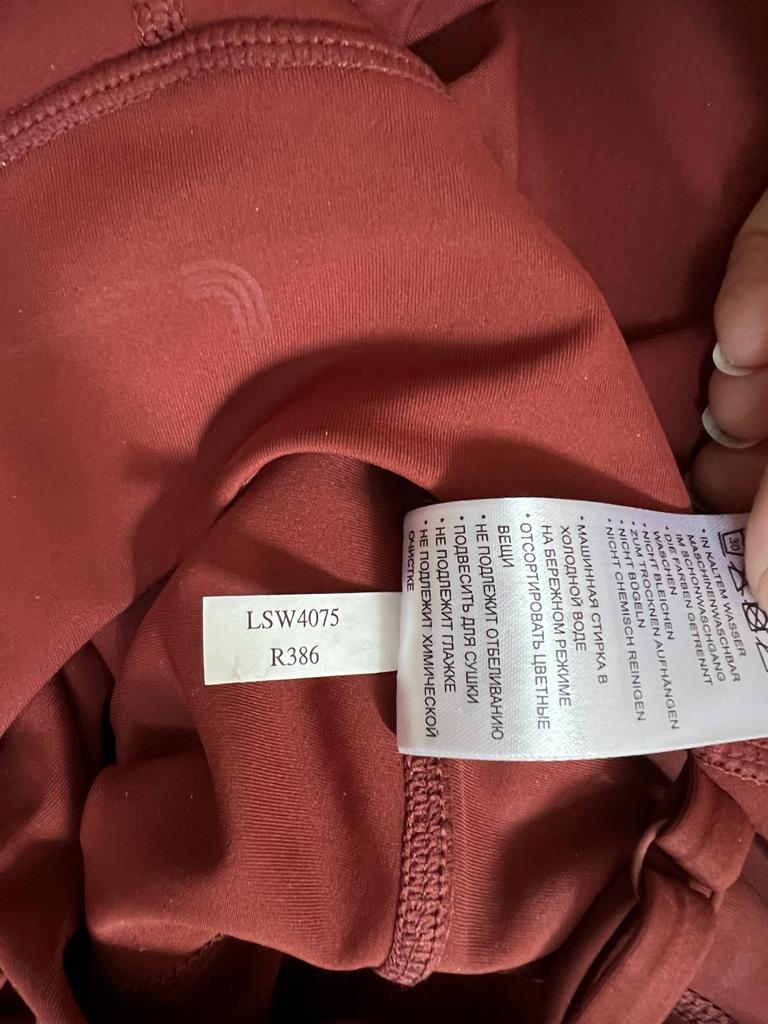 LSW4075
R386
30
• IN KALTEM WASSER
MASCHINENWASCHBAR
IM SCHONWASCHGANG
• DIE FARBEN GETRENNT
WASCHEN
• NICHT BLEICHEN
• ZUM TROCKNEN AUFHÄNGEN
• NICHT BÜGELN
• NICHT CHEMISCH REINIGEN
• МАШИННАЯ СТИРКА В
ХОЛОДНОЙ ВОДЕ
НА БЕРЕЖНОМ РЕЖИМЕ
• ОТСОРТИРОВАТЬ ЦВЕТНЫЕ
ВЕЩИ
• НЕ ПОДЛЕЖИТ ОТБЕЛИВАНИЮ
• ПОДВЕСИТЬ ДЛЯ СУШКИ
• НЕ ПОДЛЕЖИТ ГЛАЖКЕ
• НЕ ПОДЛЕЖИТ ХИМИЧЕСКОЙ
ОЧИСТКЕ